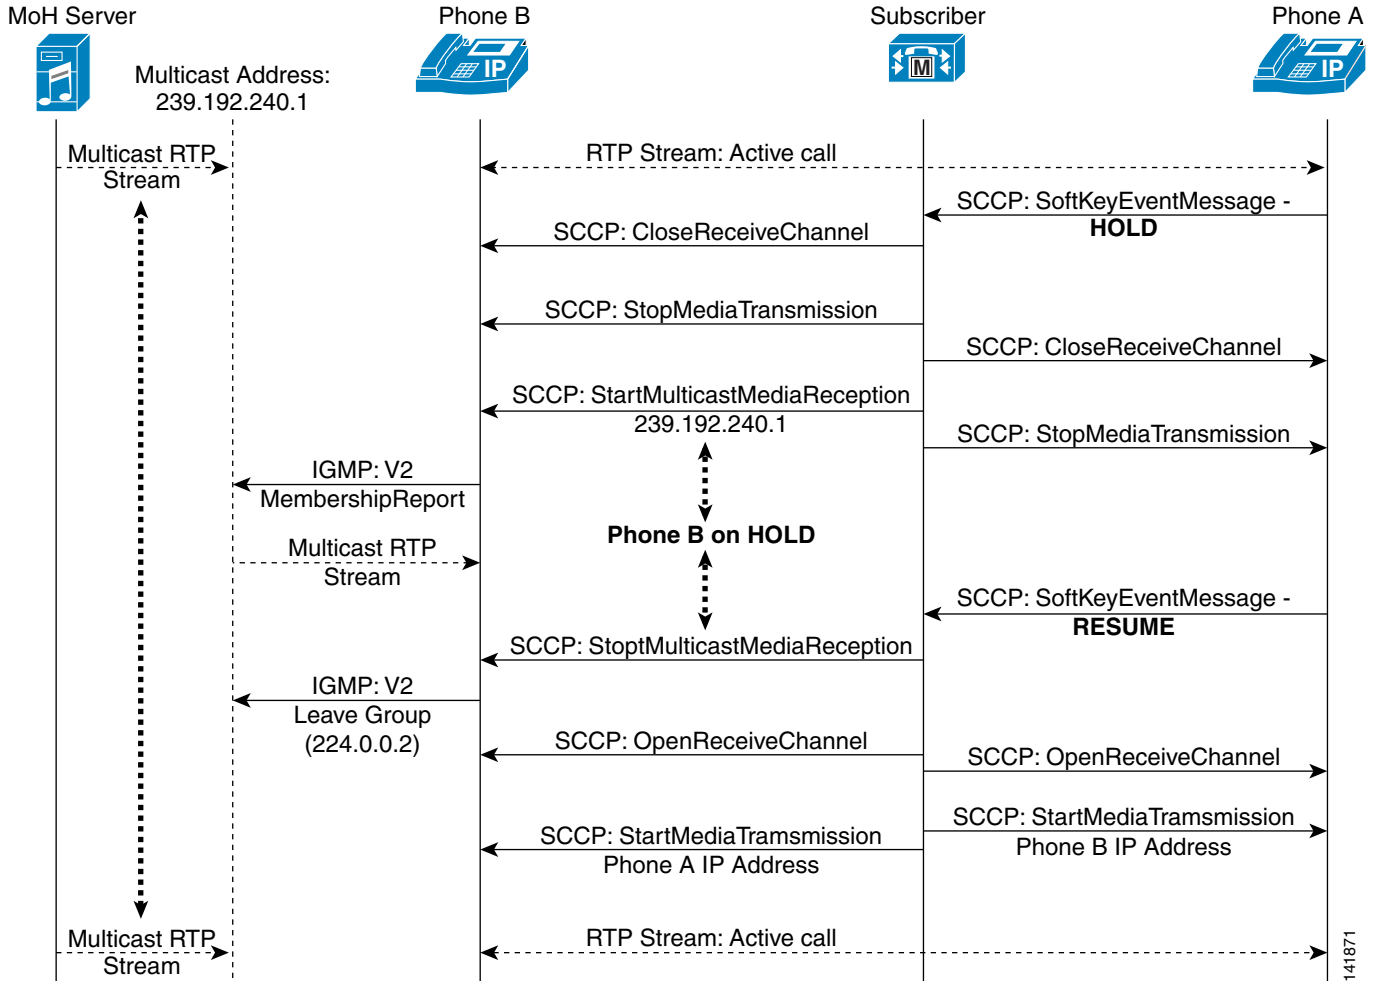 MoH Server
Phone B
Subscriber
Phone A
IP
M
IP
Multicast Address:
239.192.240.1
Multicast RTP
Stream
RTP Stream: Active call
SCCP: SoftKeyEventMessage -
HOLD
SCCP: CloseReceiveChannel
SCCP: StopMediaTransmission
SCCP: CloseReceiveChannel
SCCP: StartMulticastMediaReception
239.192.240.1
SCCP: StopMediaTransmission
IGMP: V2
MembershipReport
Phone B on HOLD
Multicast RTP
Stream
SCCP: SoftKeyEventMessage -
RESUME
SCCP: StoptMulticastMediaReception
IGMP: V2
Leave Group
(224.0.0.2)
SCCP: OpenReceiveChannel
SCCP: OpenReceiveChannel
SCCP: StartMediaTramsmission
Phone B IP Address
SCCP: StartMediaTramsmission
Phone A IP Address
Multicast RTP
Stream
RTP Stream: Active call
141871